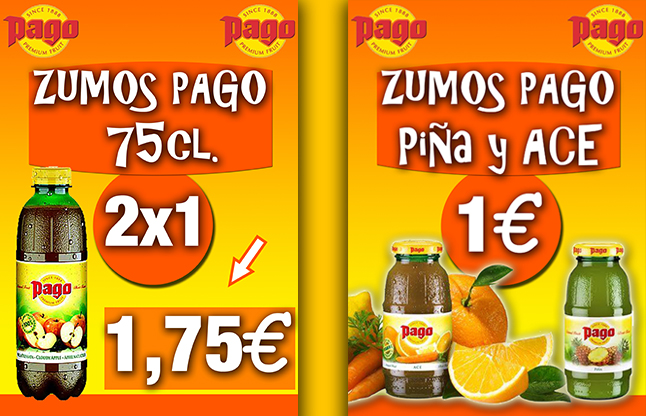 SINCE 1888
Pago
PREMIUM FRUIT
SINCE 1888
Pago
PREMIUM FRUIT
ZUMOS PAGO
75CL.
2x1
1,75€
Pago
SINCE 1888
Pago
PREMIUM FRUIT
SINCE 1888
Pago
PREMIUM FRUIT
ZUMOS PAGO
Piña y ACE
1€
Pago
ACE
Pago